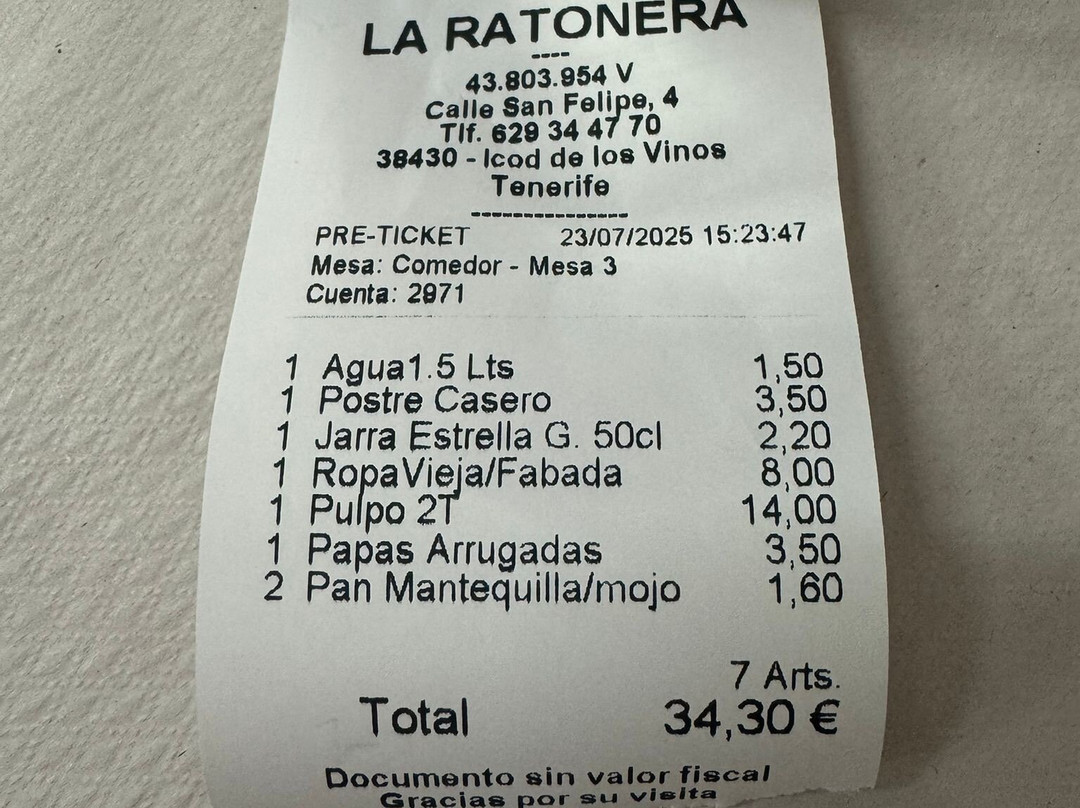 LA RATONERA
----
43.803.954 V
Calle San Felipe, 4
Tlf. 629 34 47 70
38430 - Icod de los Vinos
Tenerife
----------------
PRE-TICKET 23/07/2025 15:23:47
Mesa: Comedor - Mesa 3
Cuenta: 2971
1 Agua1.5 Lts 1,50
1 Postre Casero 3,50
1 Jarra Estrella G. 50cl 2,20
1 RopaVieja/Fabada 8,00
1 Pulpo 2T 14,00
1 Papas Arrugadas 3,50
2 Pan Mantequilla/mojo 1,60
7 Arts.
Total 34,30 €
Documento sin valor fiscal
Gracias por su visita